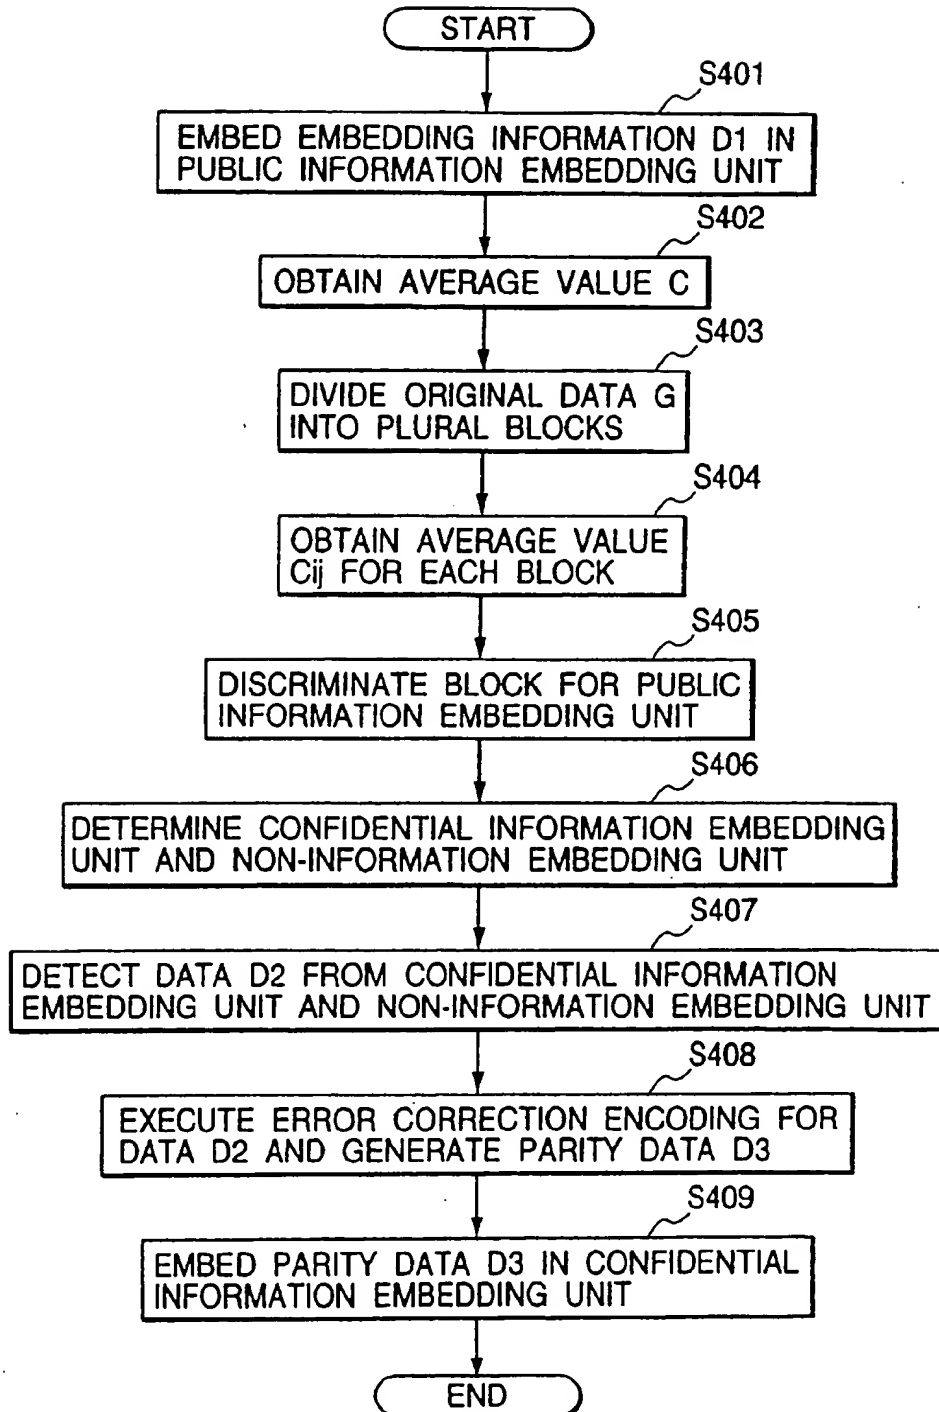 START
S401
EMBED EMBEDDING INFORMATION D1 IN
PUBLIC INFORMATION EMBEDDING UNIT
S402
OBTAIN AVERAGE VALUE C
S403
DIVIDE ORIGINAL DATA G
INTO PLURAL BLOCKS
S404
OBTAIN AVERAGE VALUE
Cij FOR EACH BLOCK
S405
DISCRIMINATE BLOCK FOR PUBLIC
INFORMATION EMBEDDING UNIT
S406
DETERMINE CONFIDENTIAL INFORMATION EMBEDDING
UNIT AND NON-INFORMATION EMBEDDING UNIT
S407
DETECT DATA D2 FROM CONFIDENTIAL INFORMATION
EMBEDDING UNIT AND NON-INFORMATION EMBEDDING UNIT
S408
EXECUTE ERROR CORRECTION ENCODING FOR
DATA D2 AND GENERATE PARITY DATA D3
S409
EMBED PARITY DATA D3 IN CONFIDENTIAL
INFORMATION EMBEDDING UNIT
END